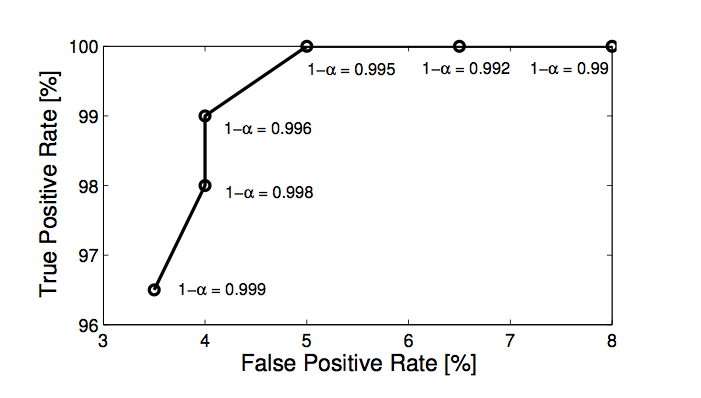 100
1−α = 0.995
1−α = 0.992
1−α = 0.99
99
1−α = 0.996
98
1−α = 0.998
97
1−α = 0.999
96
True Positive Rate [%]
3 4 5 6 7 8
False Positive Rate [%]